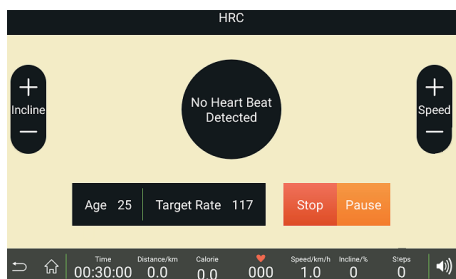 HRC
+ +
No Heart Beat
Detected
Incline Speed
− −
Age 25 Target Rate 117 Stop Pause
Time Distance/km Calorie Speed/km/h Incline/% Steps
00:30:00 0.0 0.0 000 1.0 0 0